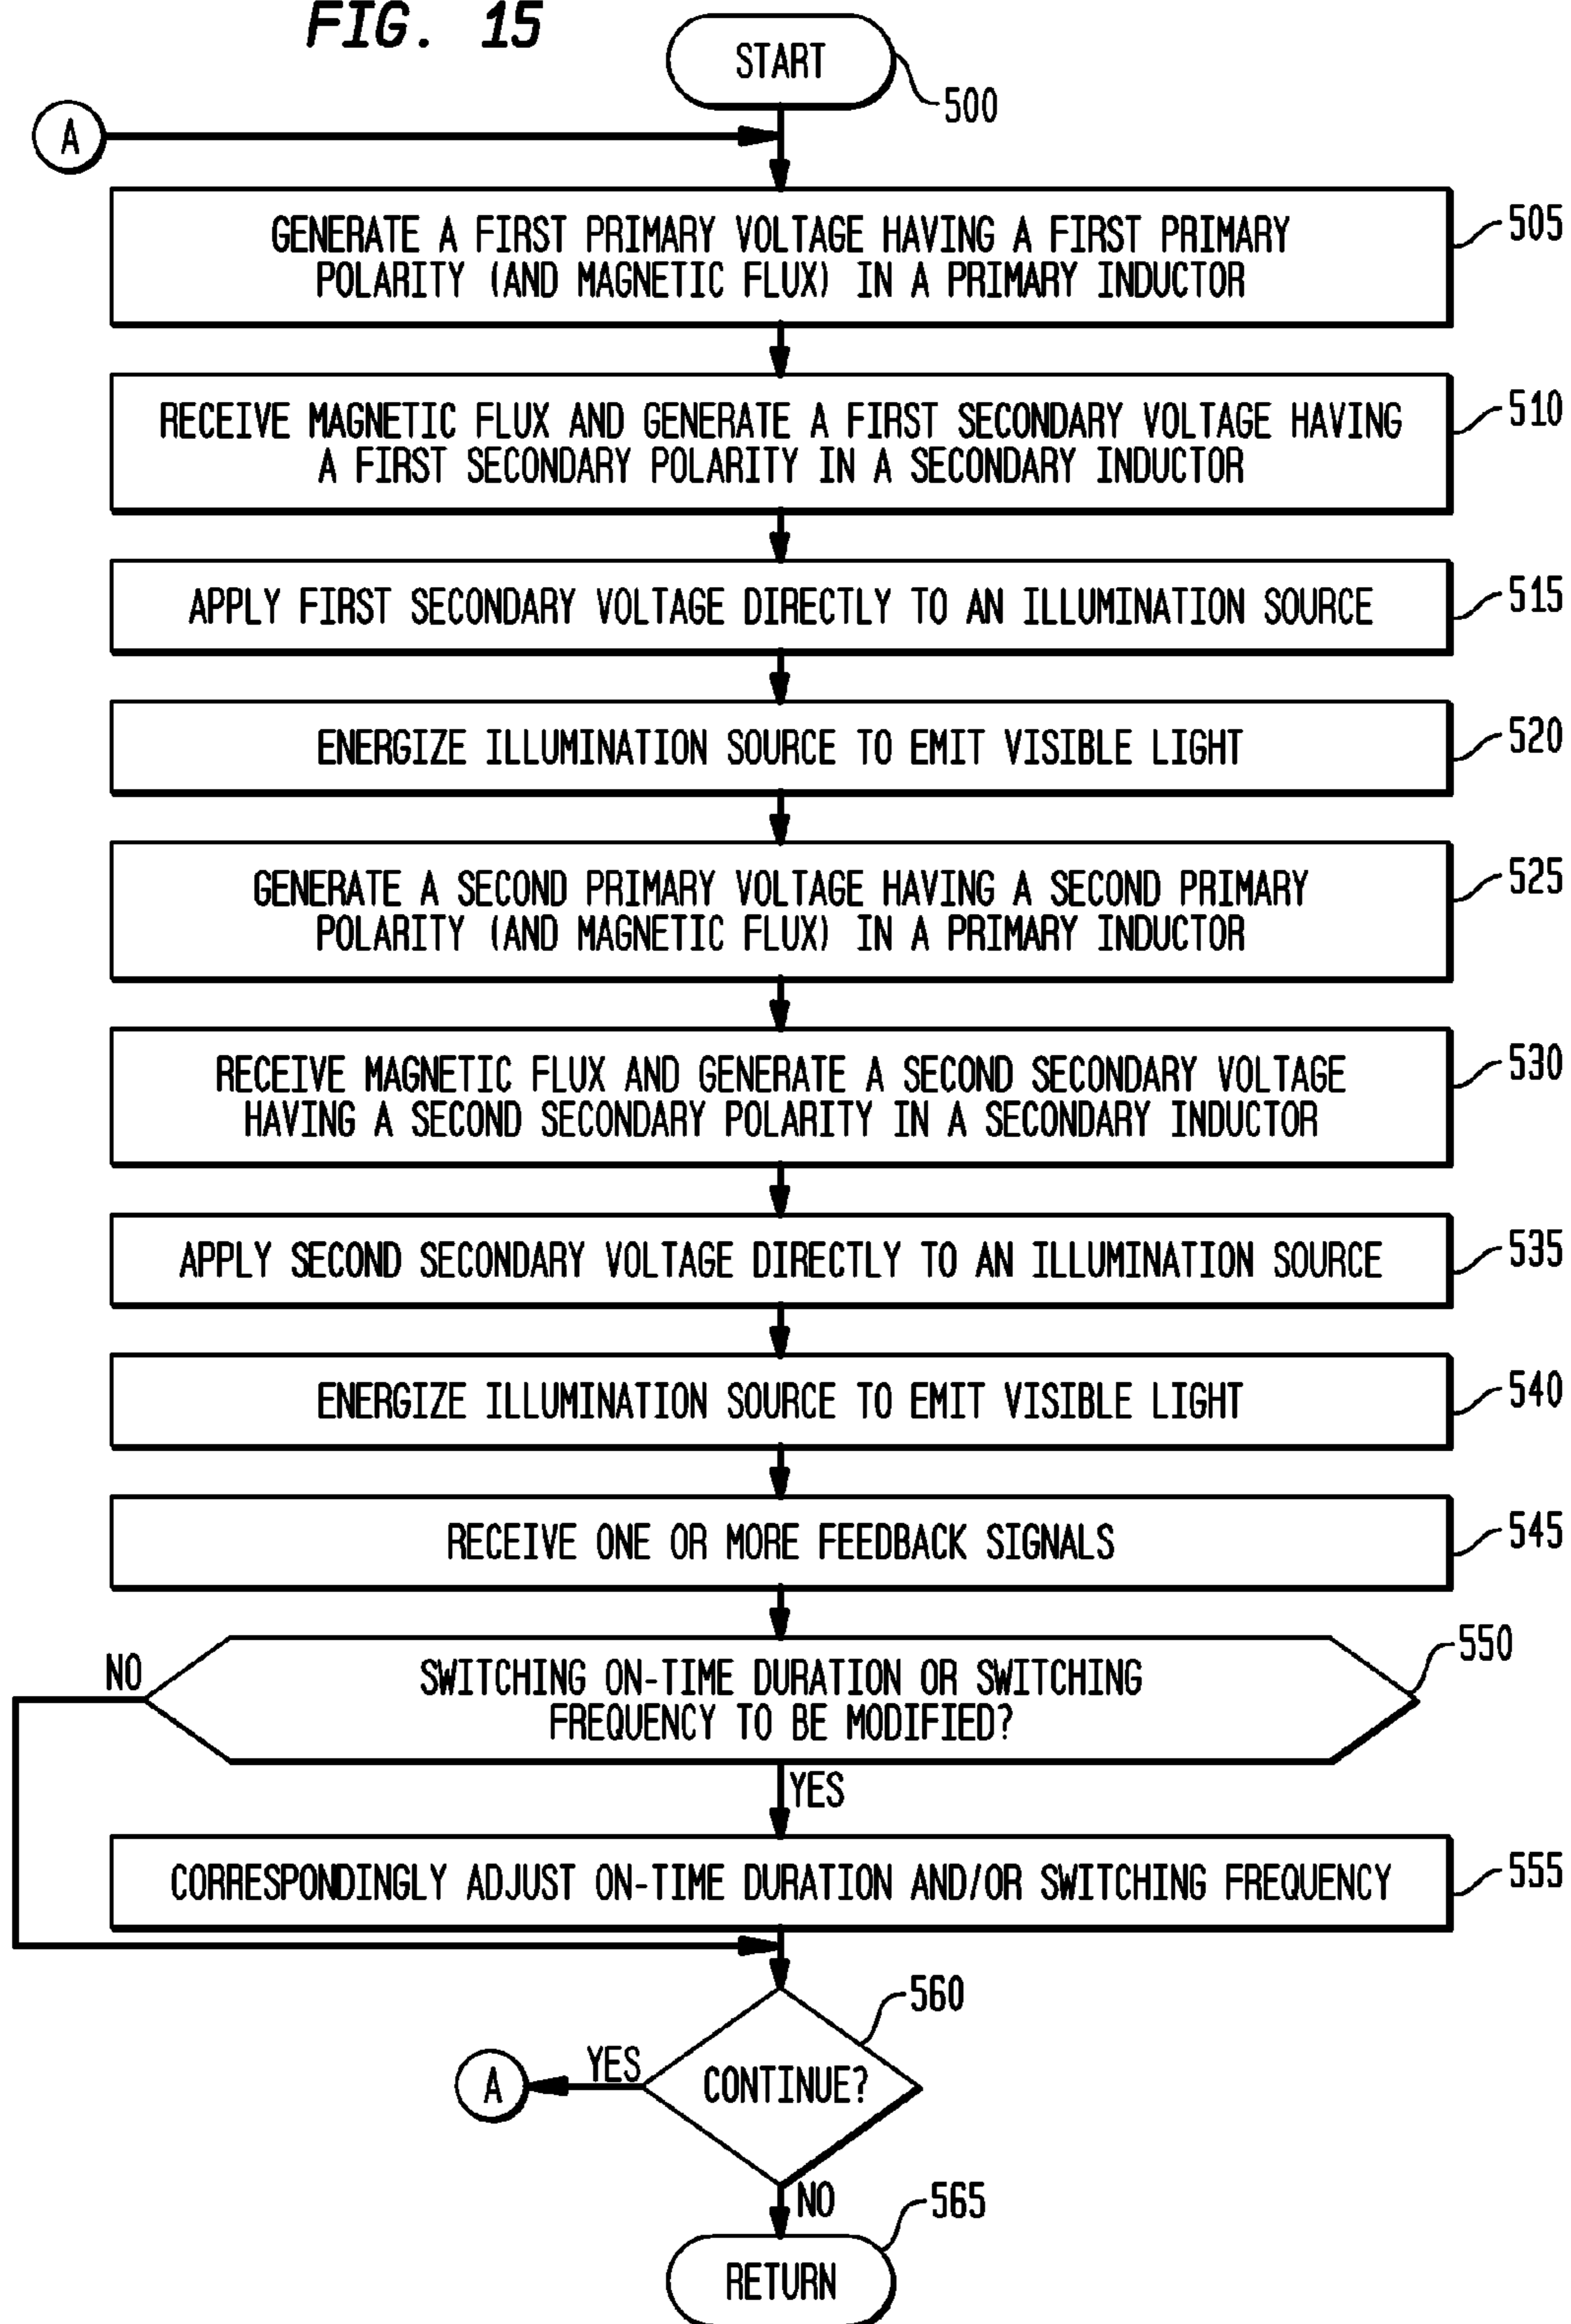 FIG. 15
START
500
A
GENERATE A FIRST PRIMARY VOLTAGE HAVING A FIRST PRIMARY
POLARITY (AND MAGNETIC FLUX) IN A PRIMARY INDUCTOR
505
RECEIVE MAGNETIC FLUX AND GENERATE A FIRST SECONDARY VOLTAGE HAVING
A FIRST SECONDARY POLARITY IN A SECONDARY INDUCTOR
510
APPLY FIRST SECONDARY VOLTAGE DIRECTLY TO AN ILLUMINATION SOURCE
515
ENERGIZE ILLUMINATION SOURCE TO EMIT VISIBLE LIGHT
520
GENERATE A SECOND PRIMARY VOLTAGE HAVING A SECOND PRIMARY
POLARITY (AND MAGNETIC FLUX) IN A PRIMARY INDUCTOR
525
RECEIVE MAGNETIC FLUX AND GENERATE A SECOND SECONDARY VOLTAGE
HAVING A SECOND SECONDARY POLARITY IN A SECONDARY INDUCTOR
530
APPLY SECOND SECONDARY VOLTAGE DIRECTLY TO AN ILLUMINATION SOURCE
535
ENERGIZE ILLUMINATION SOURCE TO EMIT VISIBLE LIGHT
540
RECEIVE ONE OR MORE FEEDBACK SIGNALS
545
NO
SWITCHING ON-TIME DURATION OR SWITCHING
FREQUENCY TO BE MODIFIED?
550
YES
CORRESPONDINGLY ADJUST ON-TIME DURATION AND/OR SWITCHING FREQUENCY
555
560
A
YES
CONTINUE?
NO
565
RETURN